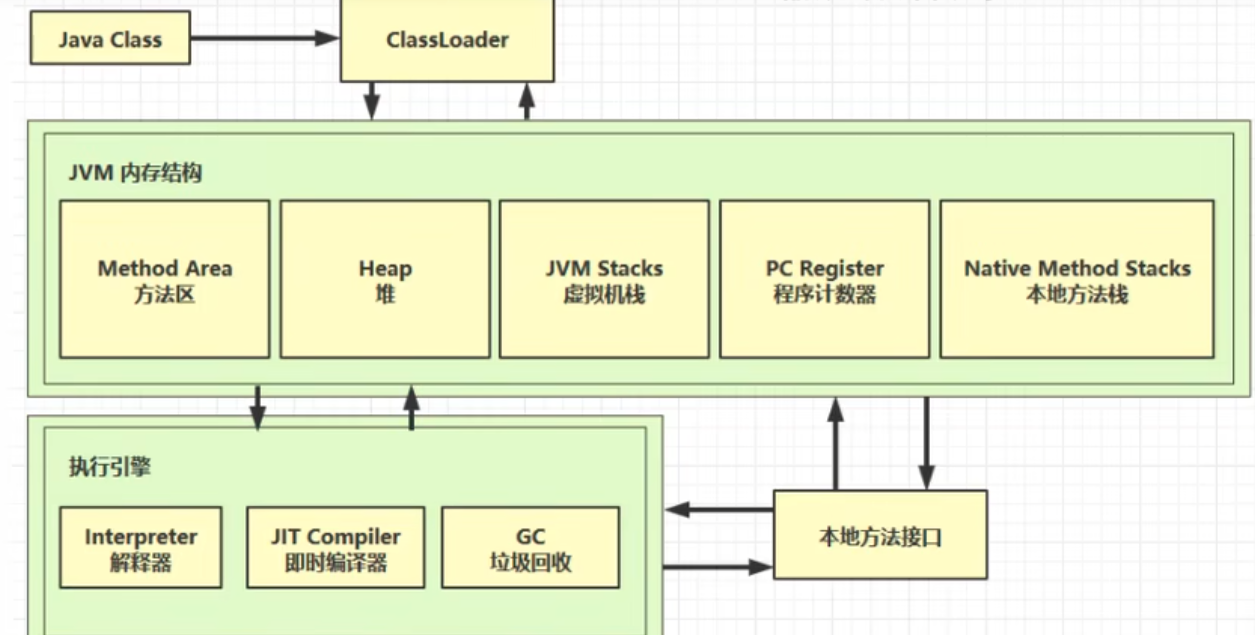 Java Class
ClassLoader
JVM 内存结构
Method Area
方法区
Heap
堆
JVM Stacks
虚拟机栈
PC Register
程序计数器
Native Method Stacks
本地方法栈
执行引擎
Interpreter
解释器
JIT Compiler
即时编译器
GC
垃圾回收
本地方法接口